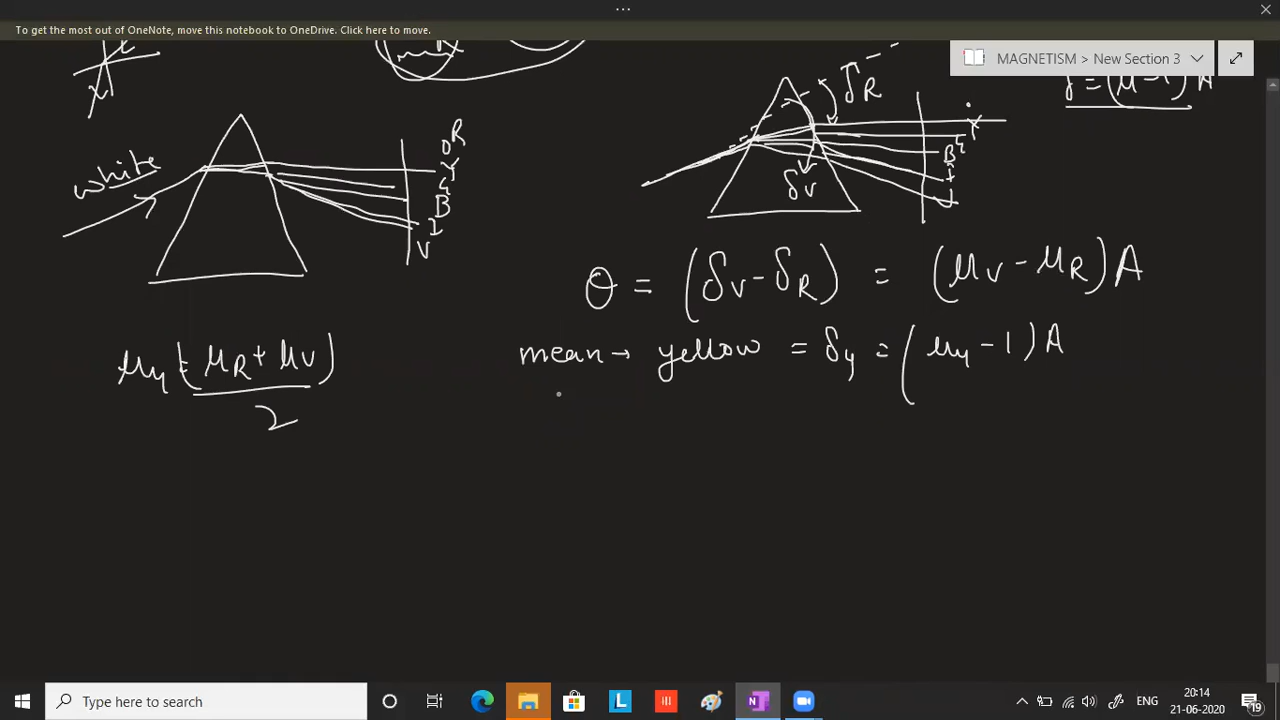 To get the most out of OneNote, move this notebook to OneDrive. Click here to move.
MAGNETISM > New Section 3
δ = (μ-1) A
δR
white
O R
Y
G
B
I
V
δv
B
G
θ = (δv - δR) = (μv - μR) A
mean → yellow = δy = (μy - 1) A
μy = (μR + μv)
2
Type here to search
L
ENG
20:14
21-06-2020
19